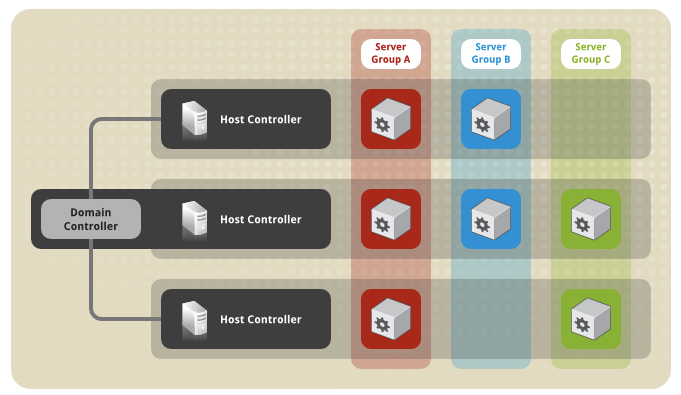 Server
Group A
Server
Group B
Server
Group C
Host Controller
Domain
Controller
Host Controller
Host Controller